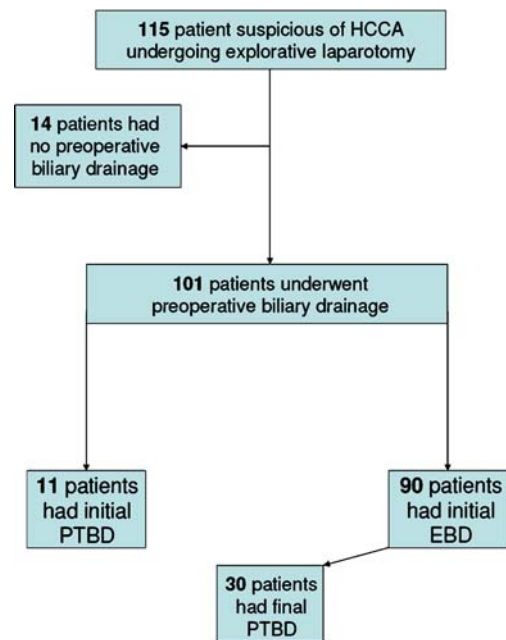 115 patient suspicious of HCCA
undergoing explorative laparotomy
14 patients had
no preoperative
biliary drainage
101 patients underwent
preoperative biliary drainage
11 patients
had initial
PTBD
90 patients
had initial
EBD
30 patients
had final
PTBD